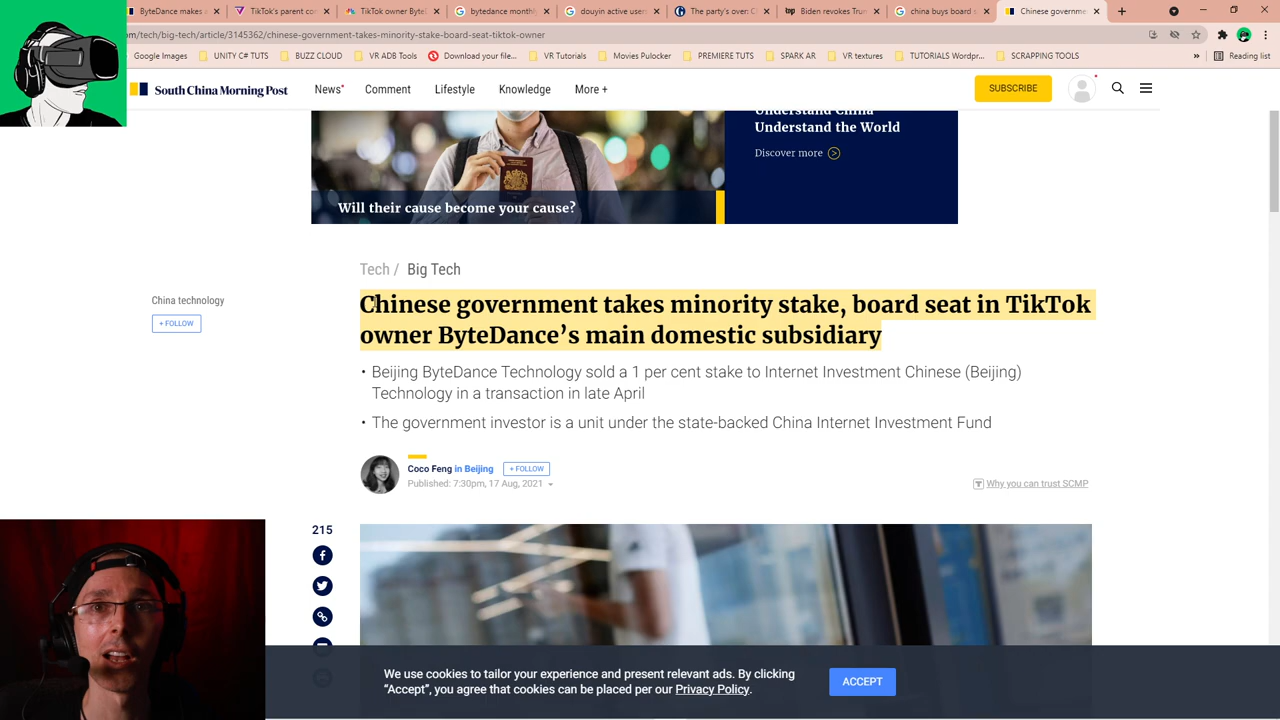 ByteDance makes a
TikTok's parent co
TikTok owner Byte
bytedance monthly
douyin active user
The party's over: C
Biden revokes Trum
china buys board s
Chinese governme
m/tech/big-tech/article/3145362/chinese-government-takes-minority-stake-board-seat-tiktok-owner
Google Images
UNITY C# TUTS
BUZZ CLOUD
VR ADB Tools
Download your file...
VR Tutorials
Movies Pulocker
PREMIERE TUTS
SPARK AR
VR textures
TUTORIALS Wordpr...
SCRAPPING TOOLS
»
Reading list
South China Morning Post
News
Comment
Lifestyle
Knowledge
More +
SUBSCRIBE
Understand China
Understand the World
Discover more
Will their cause become your cause?
Tech / Big Tech
China technology
+ FOLLOW
Chinese government takes minority stake, board seat in TikTok
owner ByteDance's main domestic subsidiary
• Beijing ByteDance Technology sold a 1 per cent stake to Internet Investment Chinese (Beijing)
Technology in a transaction in late April
• The government investor is a unit under the state-backed China Internet Investment Fund
Coco Feng in Beijing
+ FOLLOW
Published: 7:30pm, 17 Aug, 2021
Why you can trust SCMP
215
We use cookies to tailor your experience and present relevant ads. By clicking
"Accept", you agree that cookies can be placed per our Privacy Policy.
ACCEPT